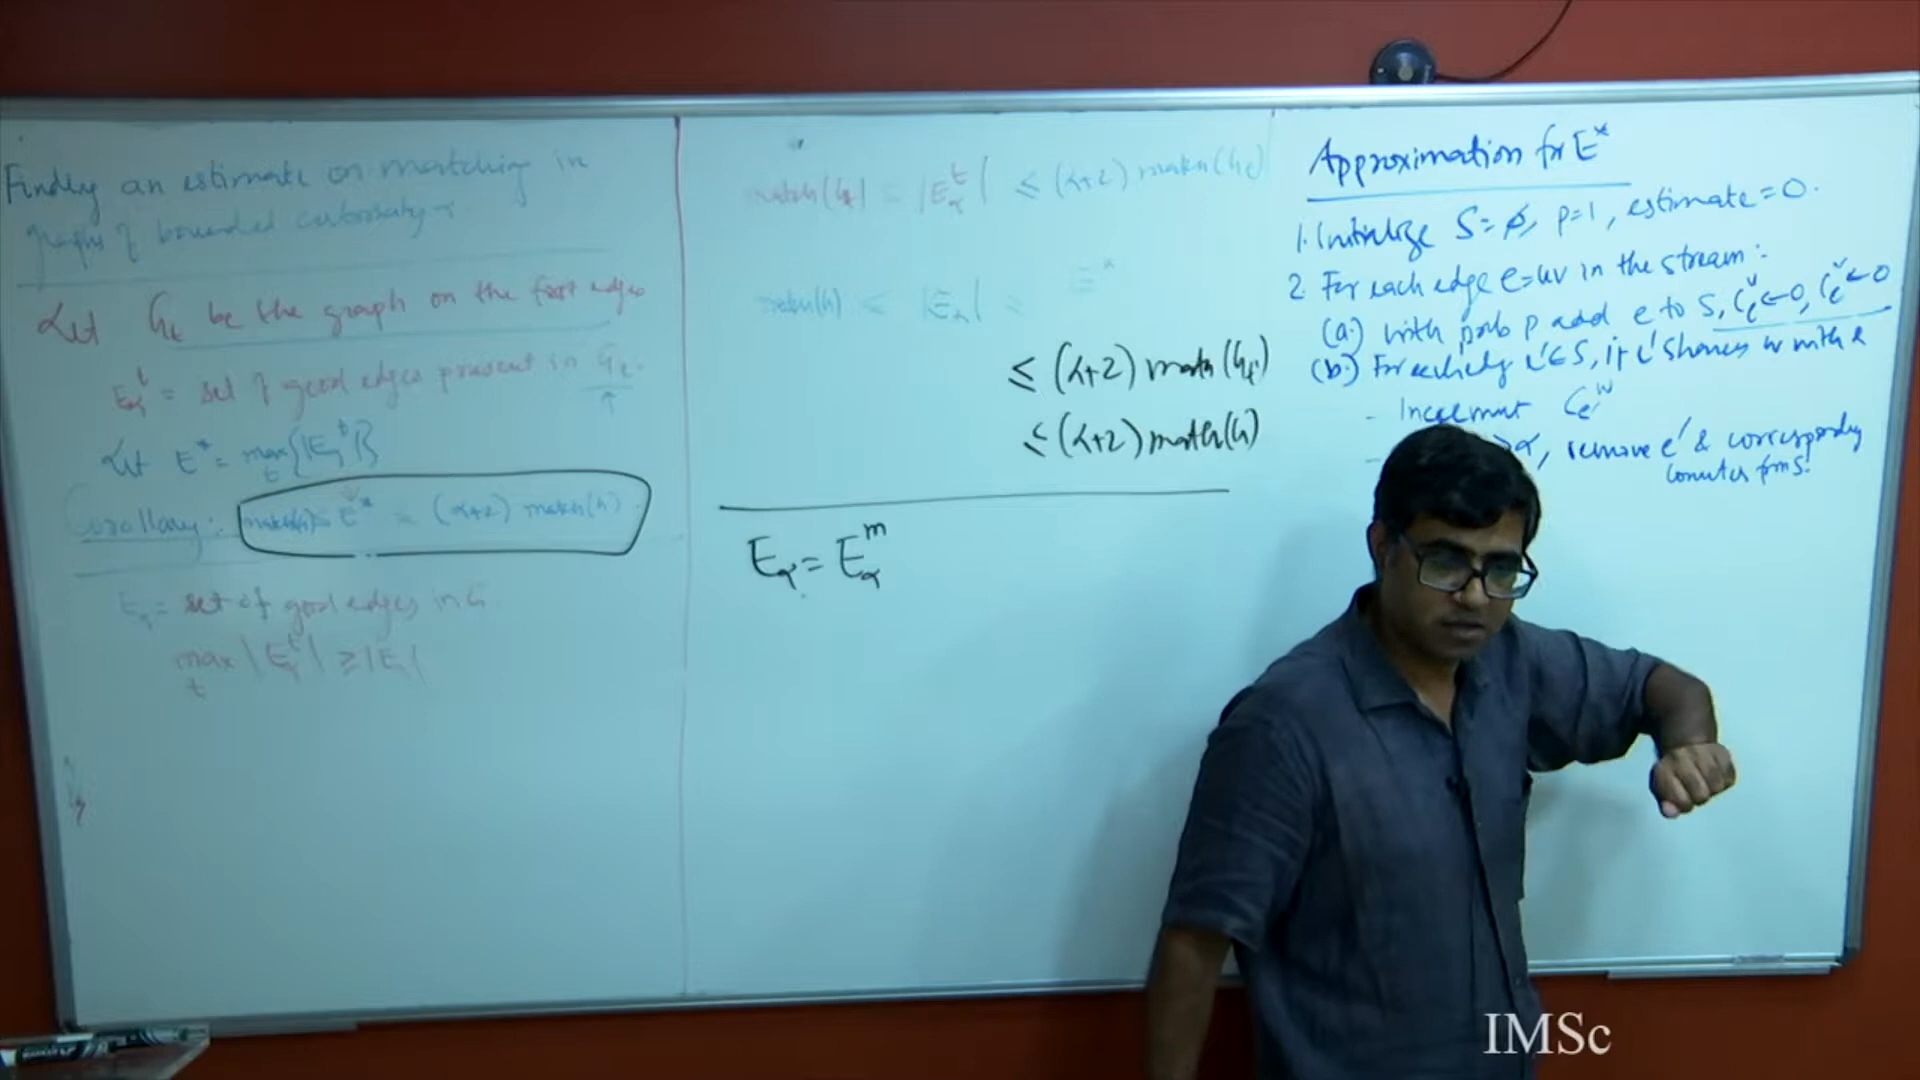 Finding an estimate on matching in
graphs of bounded arboricity α.
Let Gt be the graph on the first edges
E_α^t = set of good edges present in G_t.
Let E* = max_t {|E_α^t|}
Corollary: match(G) ≤ E* ≤ (α+2) match(G).
E_α = set of good edges in G
max_t |E_α^t| ≥ |E_α|
match(G_t) ≤ |E_α^t| ≤ (α+2) match(G_t)
match(G) ≤ |E_α| ≤ E*
≤ (α+2) match(G_t)
≤ (α+2) match(G)
E_α = E_α^m
Approximation for E*
1. Initialize S=φ, p=1, estimate=0.
2. For each edge e=uv in the stream:
(a.) with prob p add e to S, C_e^u ← 0, C_e^v ← 0
(b.) For each edge e'∈S, if e' shares w with e
- Increment C_e'^w
- >α, remove e' & corresponding
counters from S.
IMSc